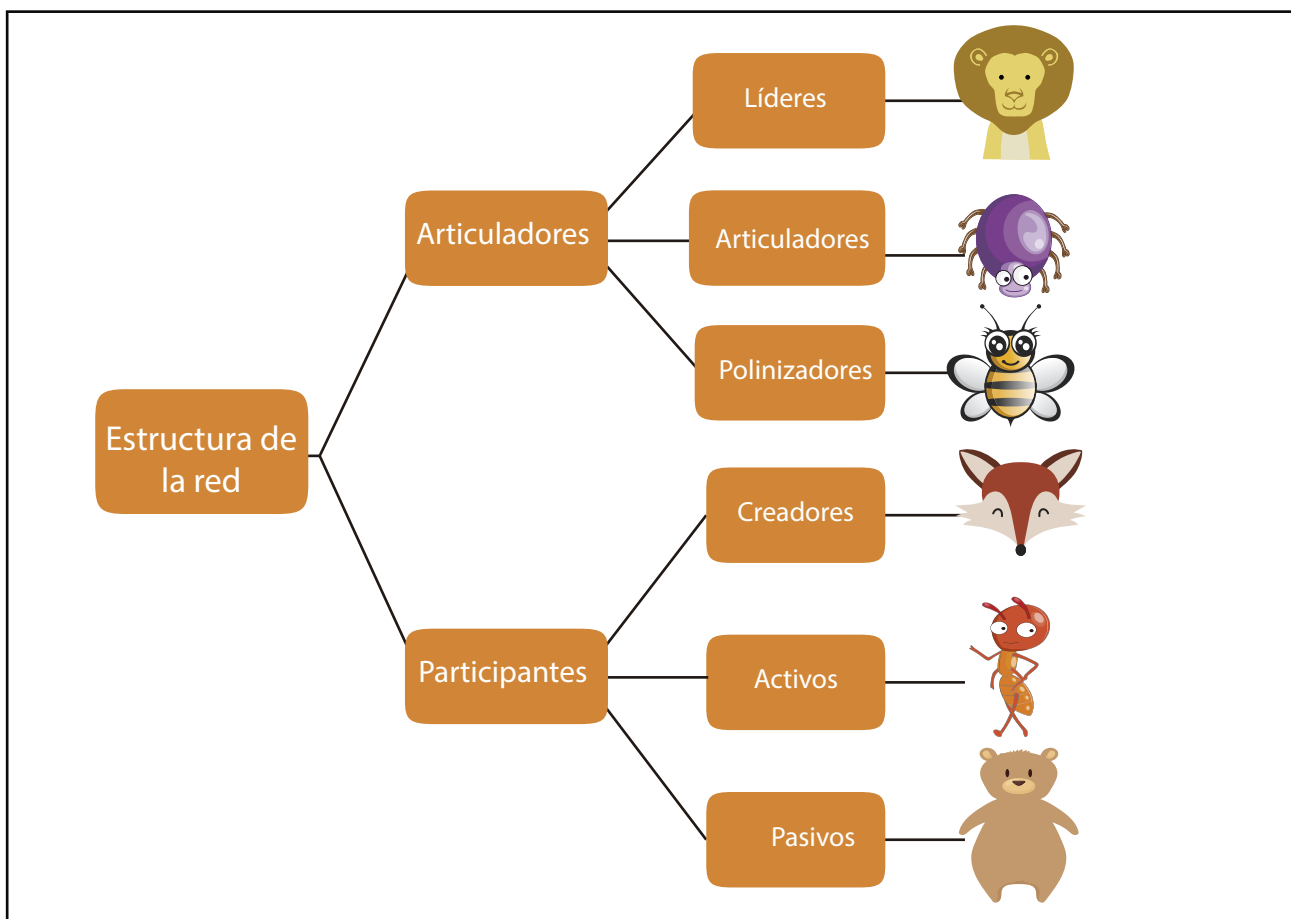 Líderes
Articuladores
Articuladores
Polinizadores
Estructura de
la red
Creadores
Participantes
Activos
Pasivos